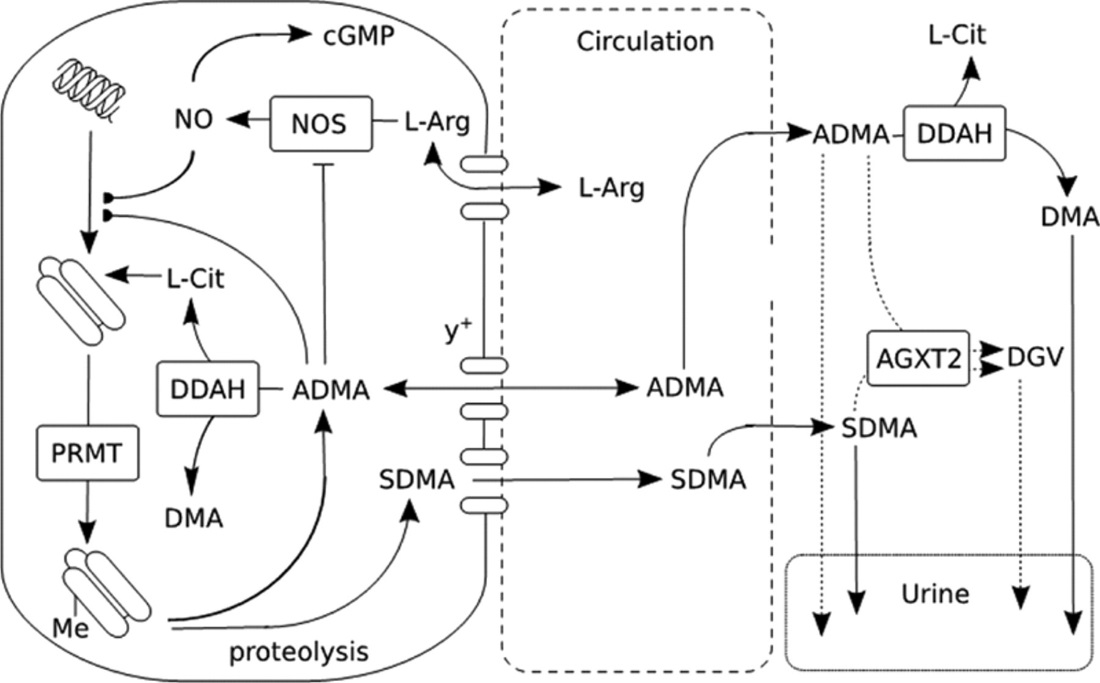 cGMP
Circulation
L-Cit
NO
NOS
L-Arg
ADMA
DDAH
L-Arg
DMA
L-Cit
y+
AGXT2
DGV
DDAH
ADMA
ADMA
SDMA
PRMT
SDMA
SDMA
DMA
Urine
Me
proteolysis